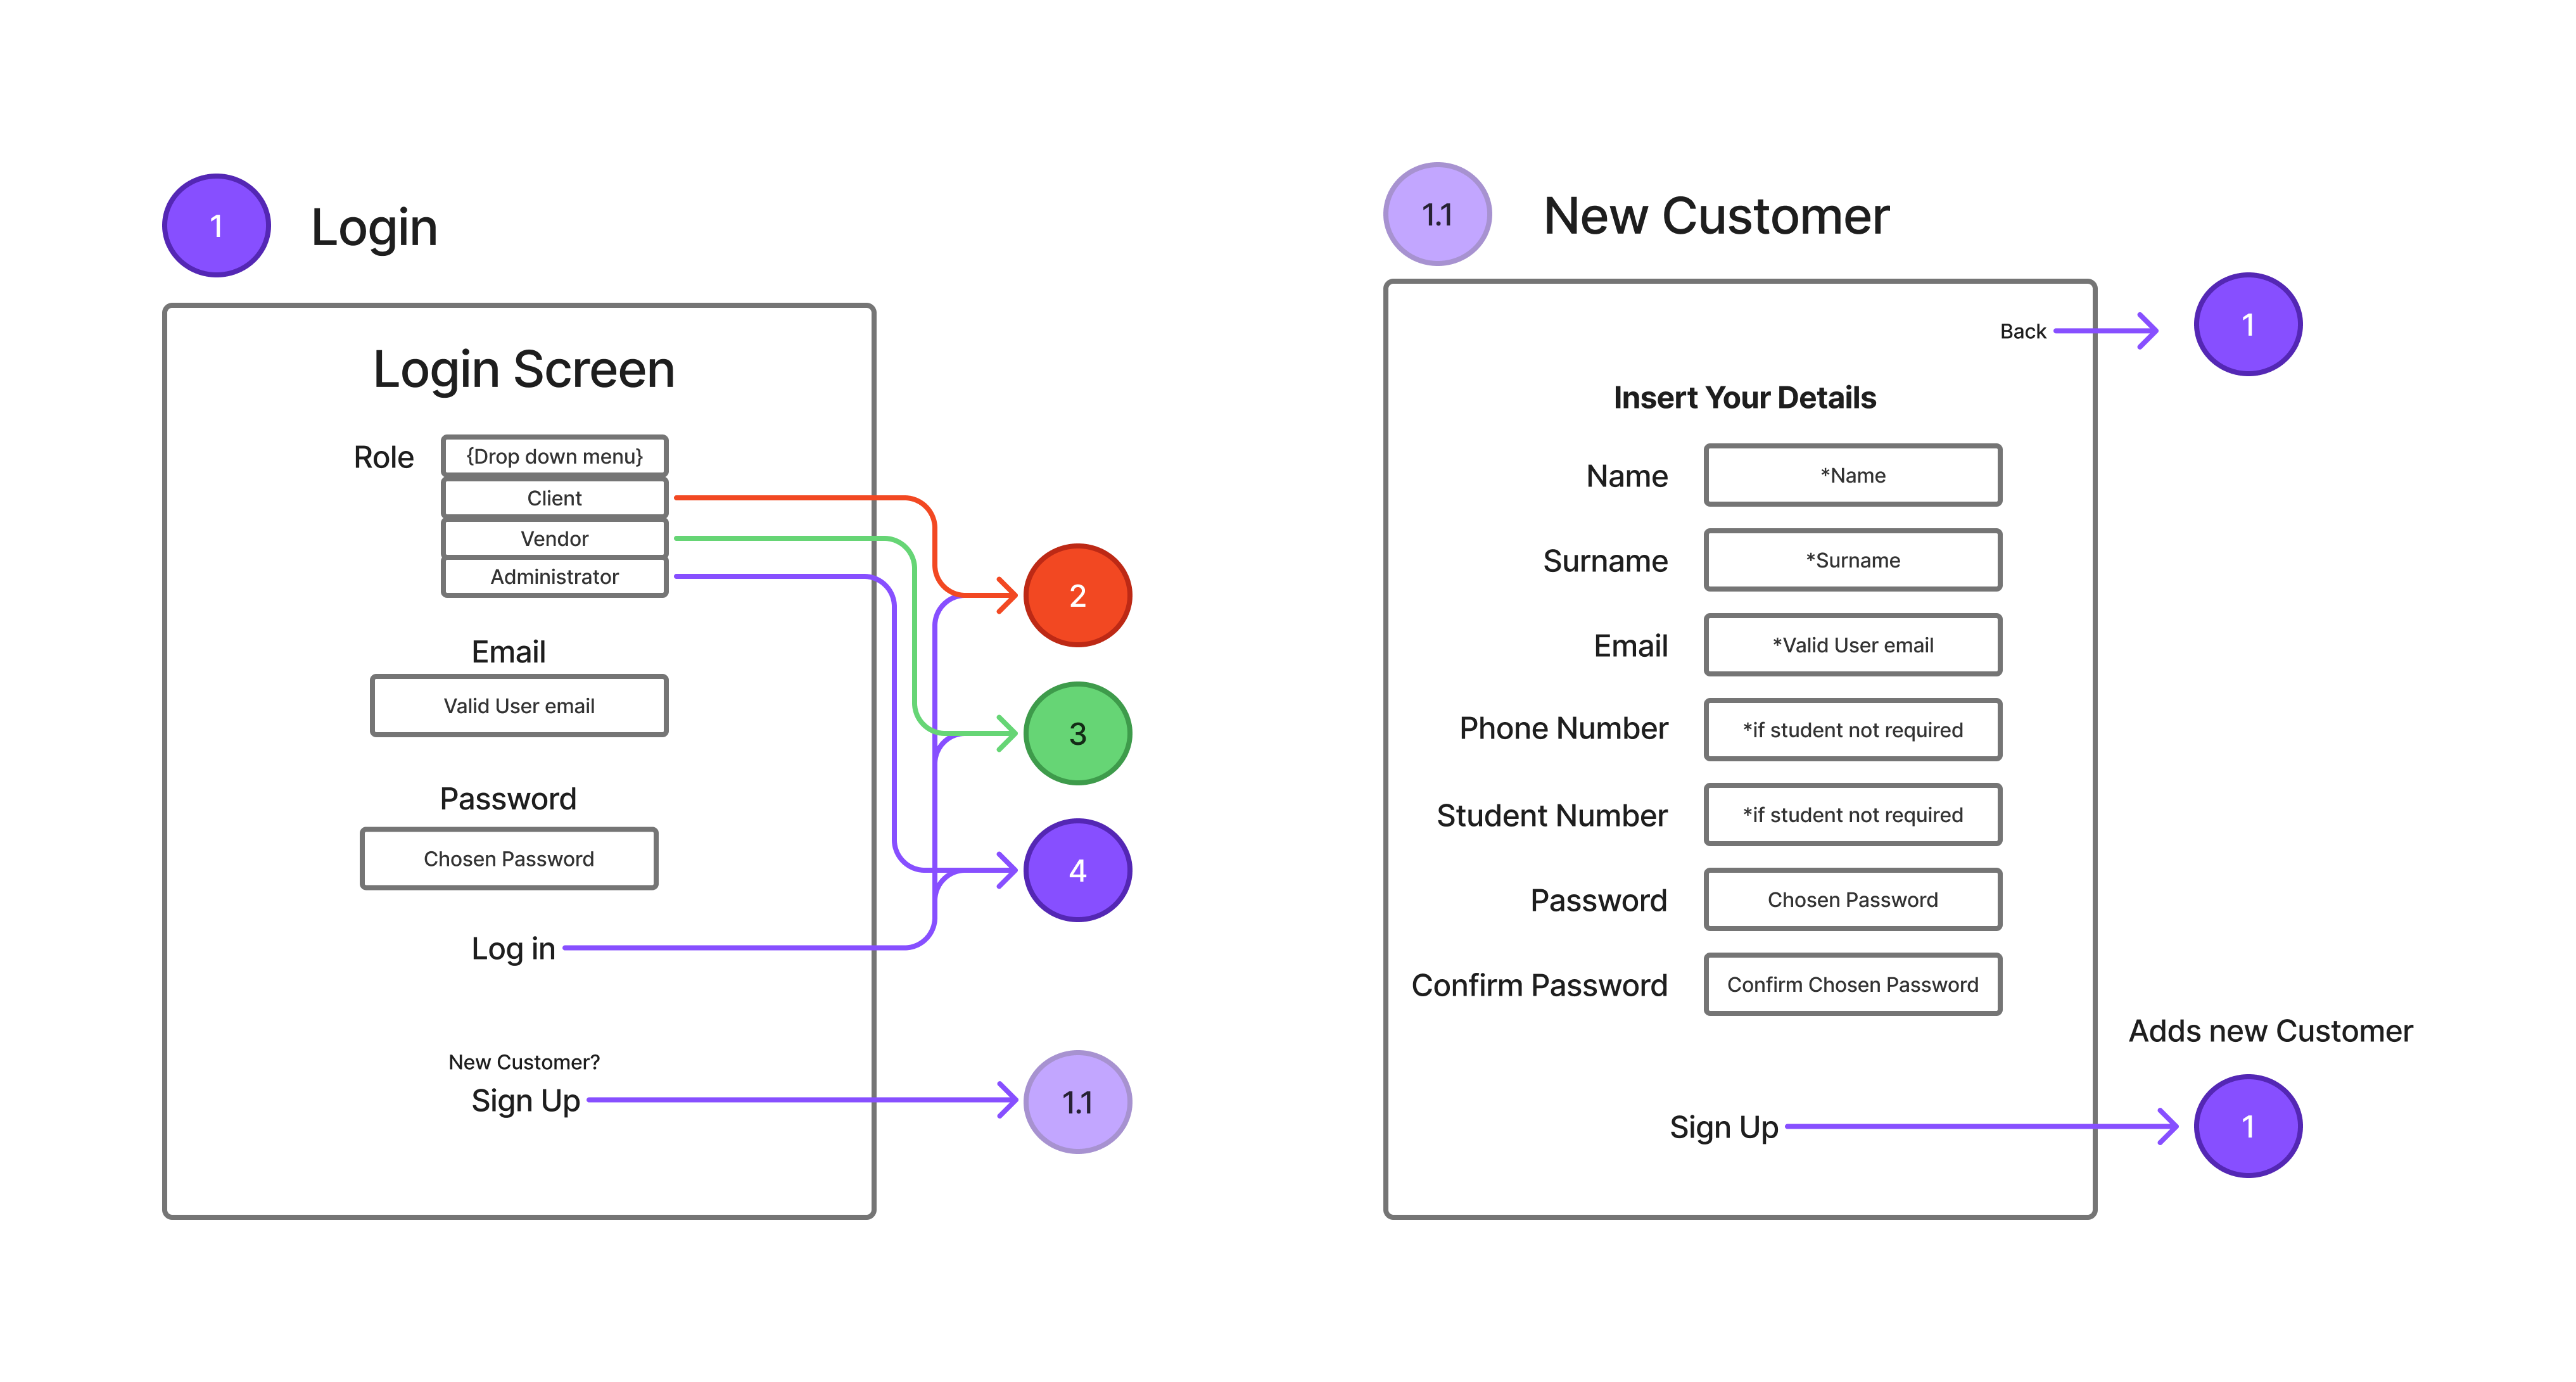 1
Login
Login Screen
Role
{Drop down menu}
Client
Vendor
Administrator
Email
Valid User email
Password
Chosen Password
Log in
New Customer?
Sign Up
2
3
4
1.1
1.1
New Customer
Back
1
Insert Your Details
Name
*Name
Surname
*Surname
Email
*Valid User email
Phone Number
*if student not required
Student Number
*if student not required
Password
Chosen Password
Confirm Password
Confirm Chosen Password
Adds new Customer
Sign Up
1